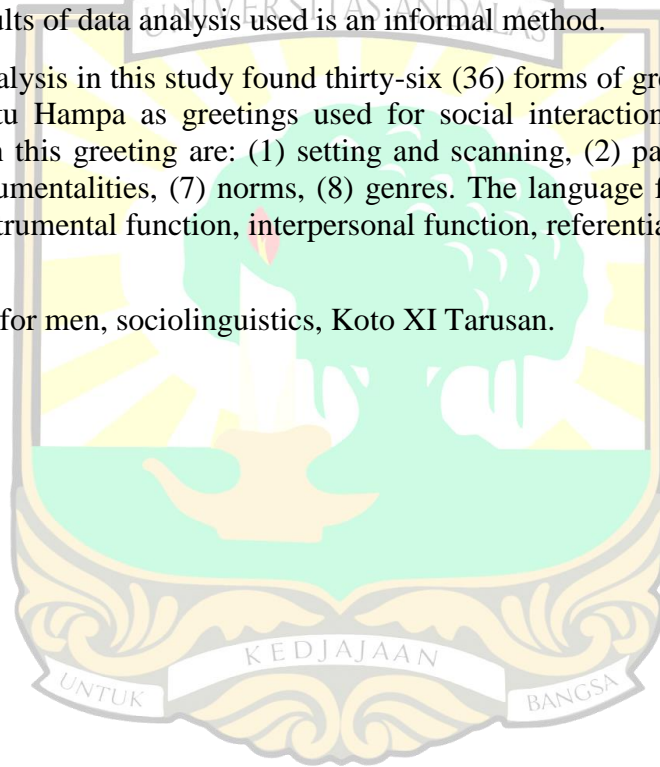 ults of data analysis used is an informal method.
UNIVERSITAS ANDALAS
alysis in this study found thirty-six (36) forms of gre
tu Hampa as greetings used for social interaction
n this greeting are: (1) setting and scanning, (2) pa
umentalities, (7) norms, (8) genres. The language f
trumental function, interpersonal function, referentia
for men, sociolinguistics, Koto XI Tarusan.
UNTUK KEDJAJAAN BANGSA